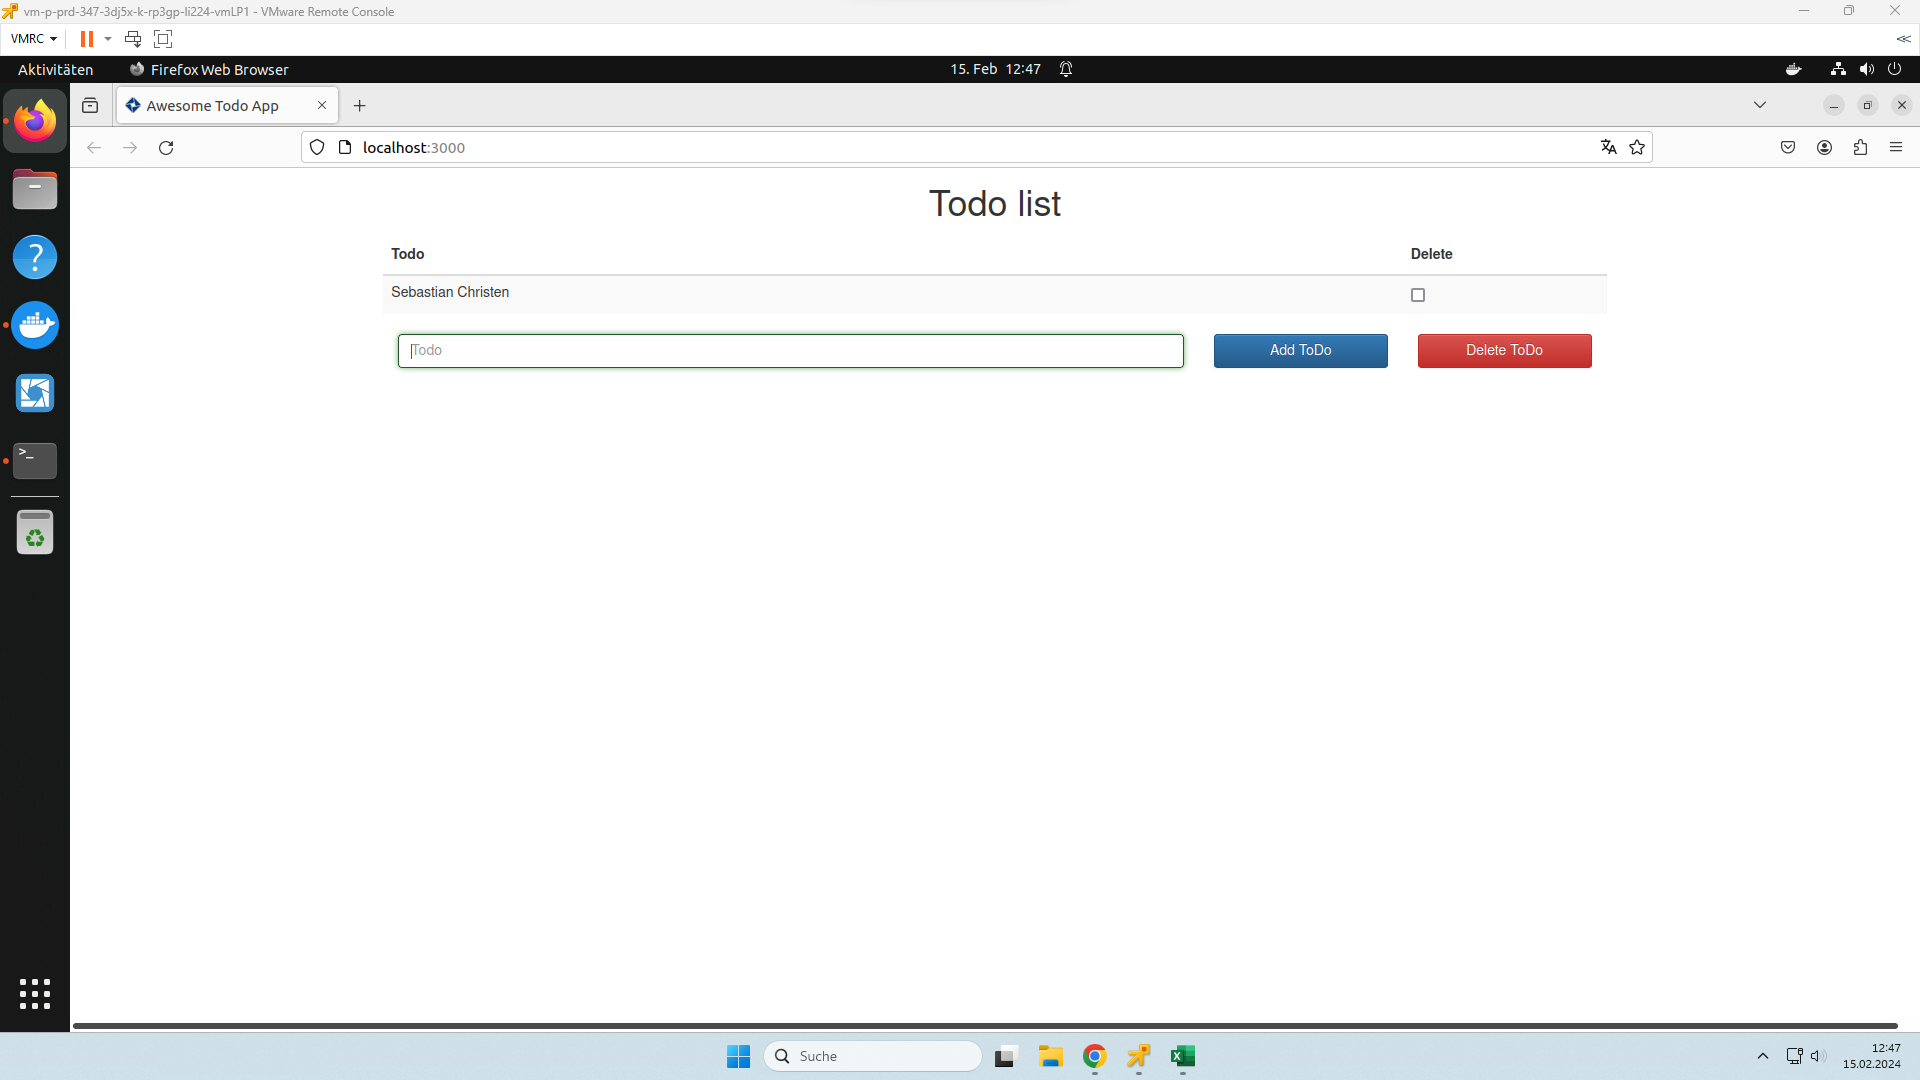 vm-p-prd-347-3dj5x-k-rp3gp-li224-vmLP1 - VMware Remote Console
VMRC
Aktivitäten
Firefox Web Browser
15. Feb 12:47
Awesome Todo App
localhost:3000
Todo list
Todo
Delete
Sebastian Christen
Todo
Add ToDo
Delete ToDo
Suche
12:47
15.02.2024